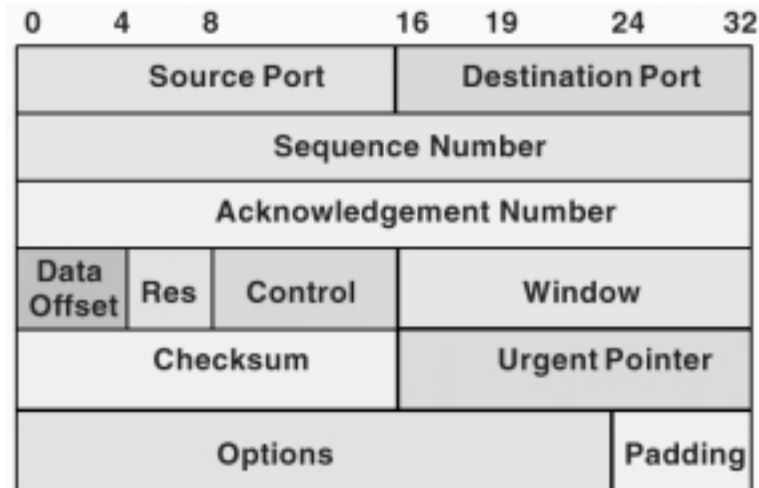 0 4 8 16 19 24 32
Source Port Destination Port
Sequence Number
Acknowledgement Number
Data Offset Res Control Window
Checksum Urgent Pointer
Options Padding